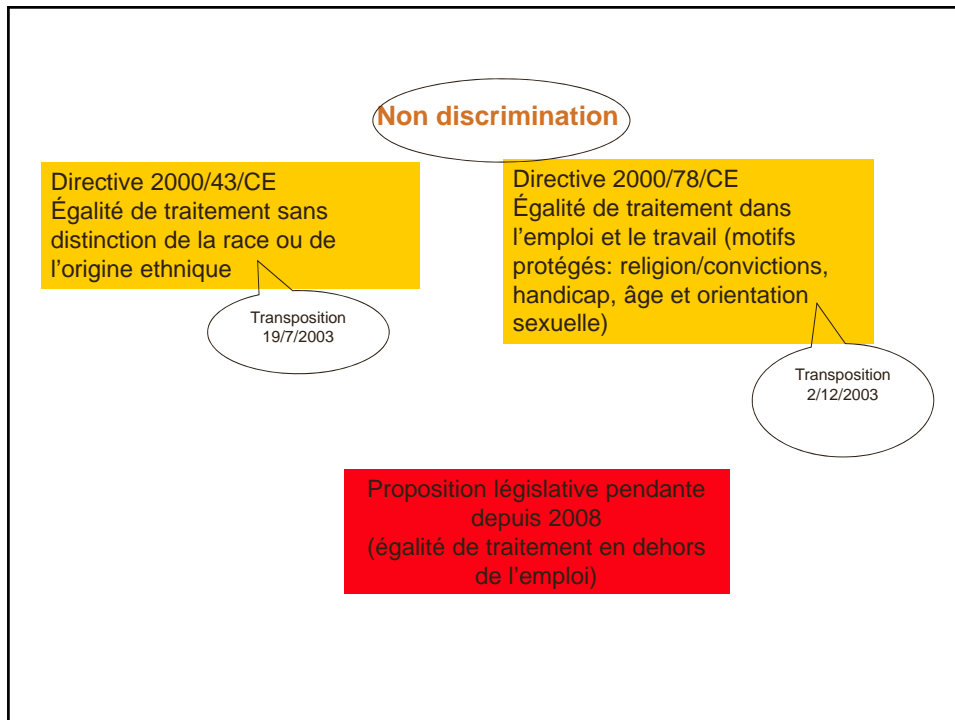 Non discrimination
Directive 2000/43/CE
Égalité de traitement sans
distinction de la race ou de
l'origine ethnique
Transposition
19/7/2003
Directive 2000/78/CE
Égalité de traitement dans
l'emploi et le travail (motifs
protégés: religion/convictions,
handicap, âge et orientation
sexuelle)
Transposition
2/12/2003
Proposition législative pendante
depuis 2008
(égalité de traitement en dehors
de l'emploi)